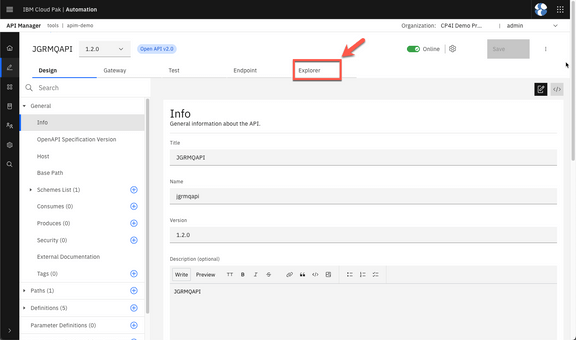 IBM Cloud Pak | Automation
API Manager tools | apim-demo Organization: CP4I Demo Pr... admin
JGRMQAPI 1.2.0 Open API v2.0 Online Save
Design Gateway Test Endpoint Explorer
Search
General
Info
OpenAPI Specification Version
Host
Base Path
Schemes List (1)
Consumes (0)
Produces (0)
Security (0)
External Documentation
Tags (0)
Paths (1)
Definitions (5)
Parameter Definitions (0)
Info
General information about the API.
Title
JGRMQAPI
Name
jgrmqapi
Version
1.2.0
Description (optional)
Write Preview TT B I S
JGRMQAPI